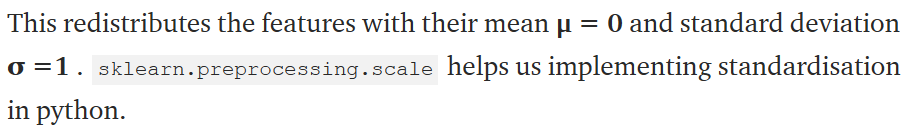 This redistributes the features with their mean μ = 0 and standard deviation
σ =1 . sklearn.preprocessing.scale helps us implementing standardisation
in python.